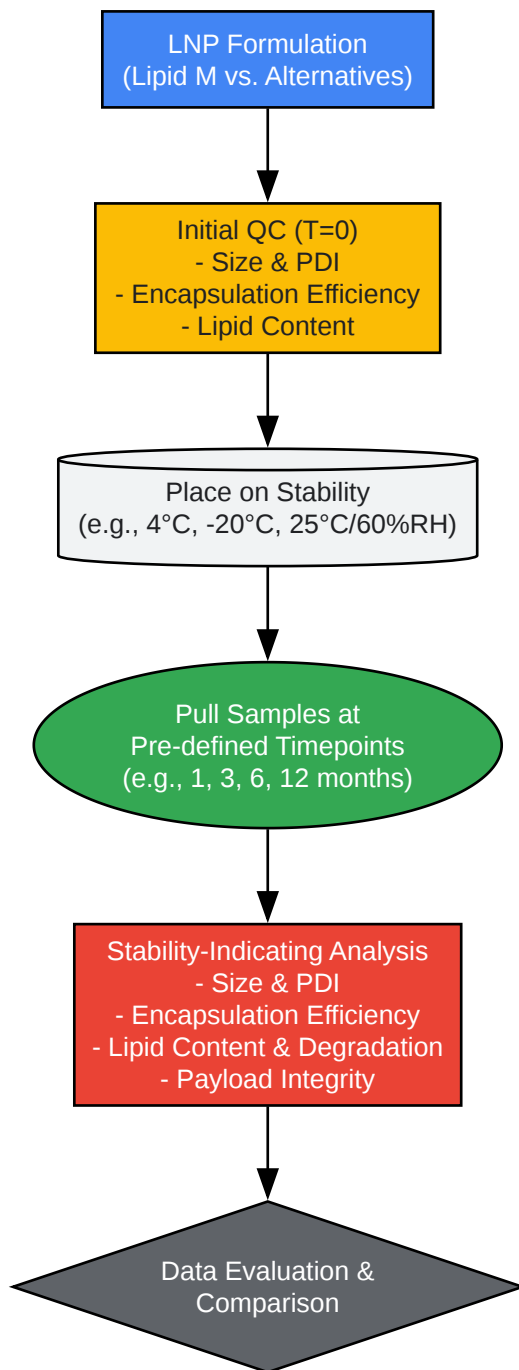 LNP Formulation
(Lipid M vs. Alternatives)
Initial QC (T=0)
- Size & PDI
- Encapsulation Efficiency
- Lipid Content
Place on Stability
(e.g., 4°C, -20°C, 25°C/60%RH)
Pull Samples at
Pre-defined Timepoints
(e.g., 1, 3, 6, 12 months)
Stability-Indicating Analysis
- Size & PDI
- Encapsulation Efficiency
- Lipid Content & Degradation
- Payload Integrity
Data Evaluation &
Comparison